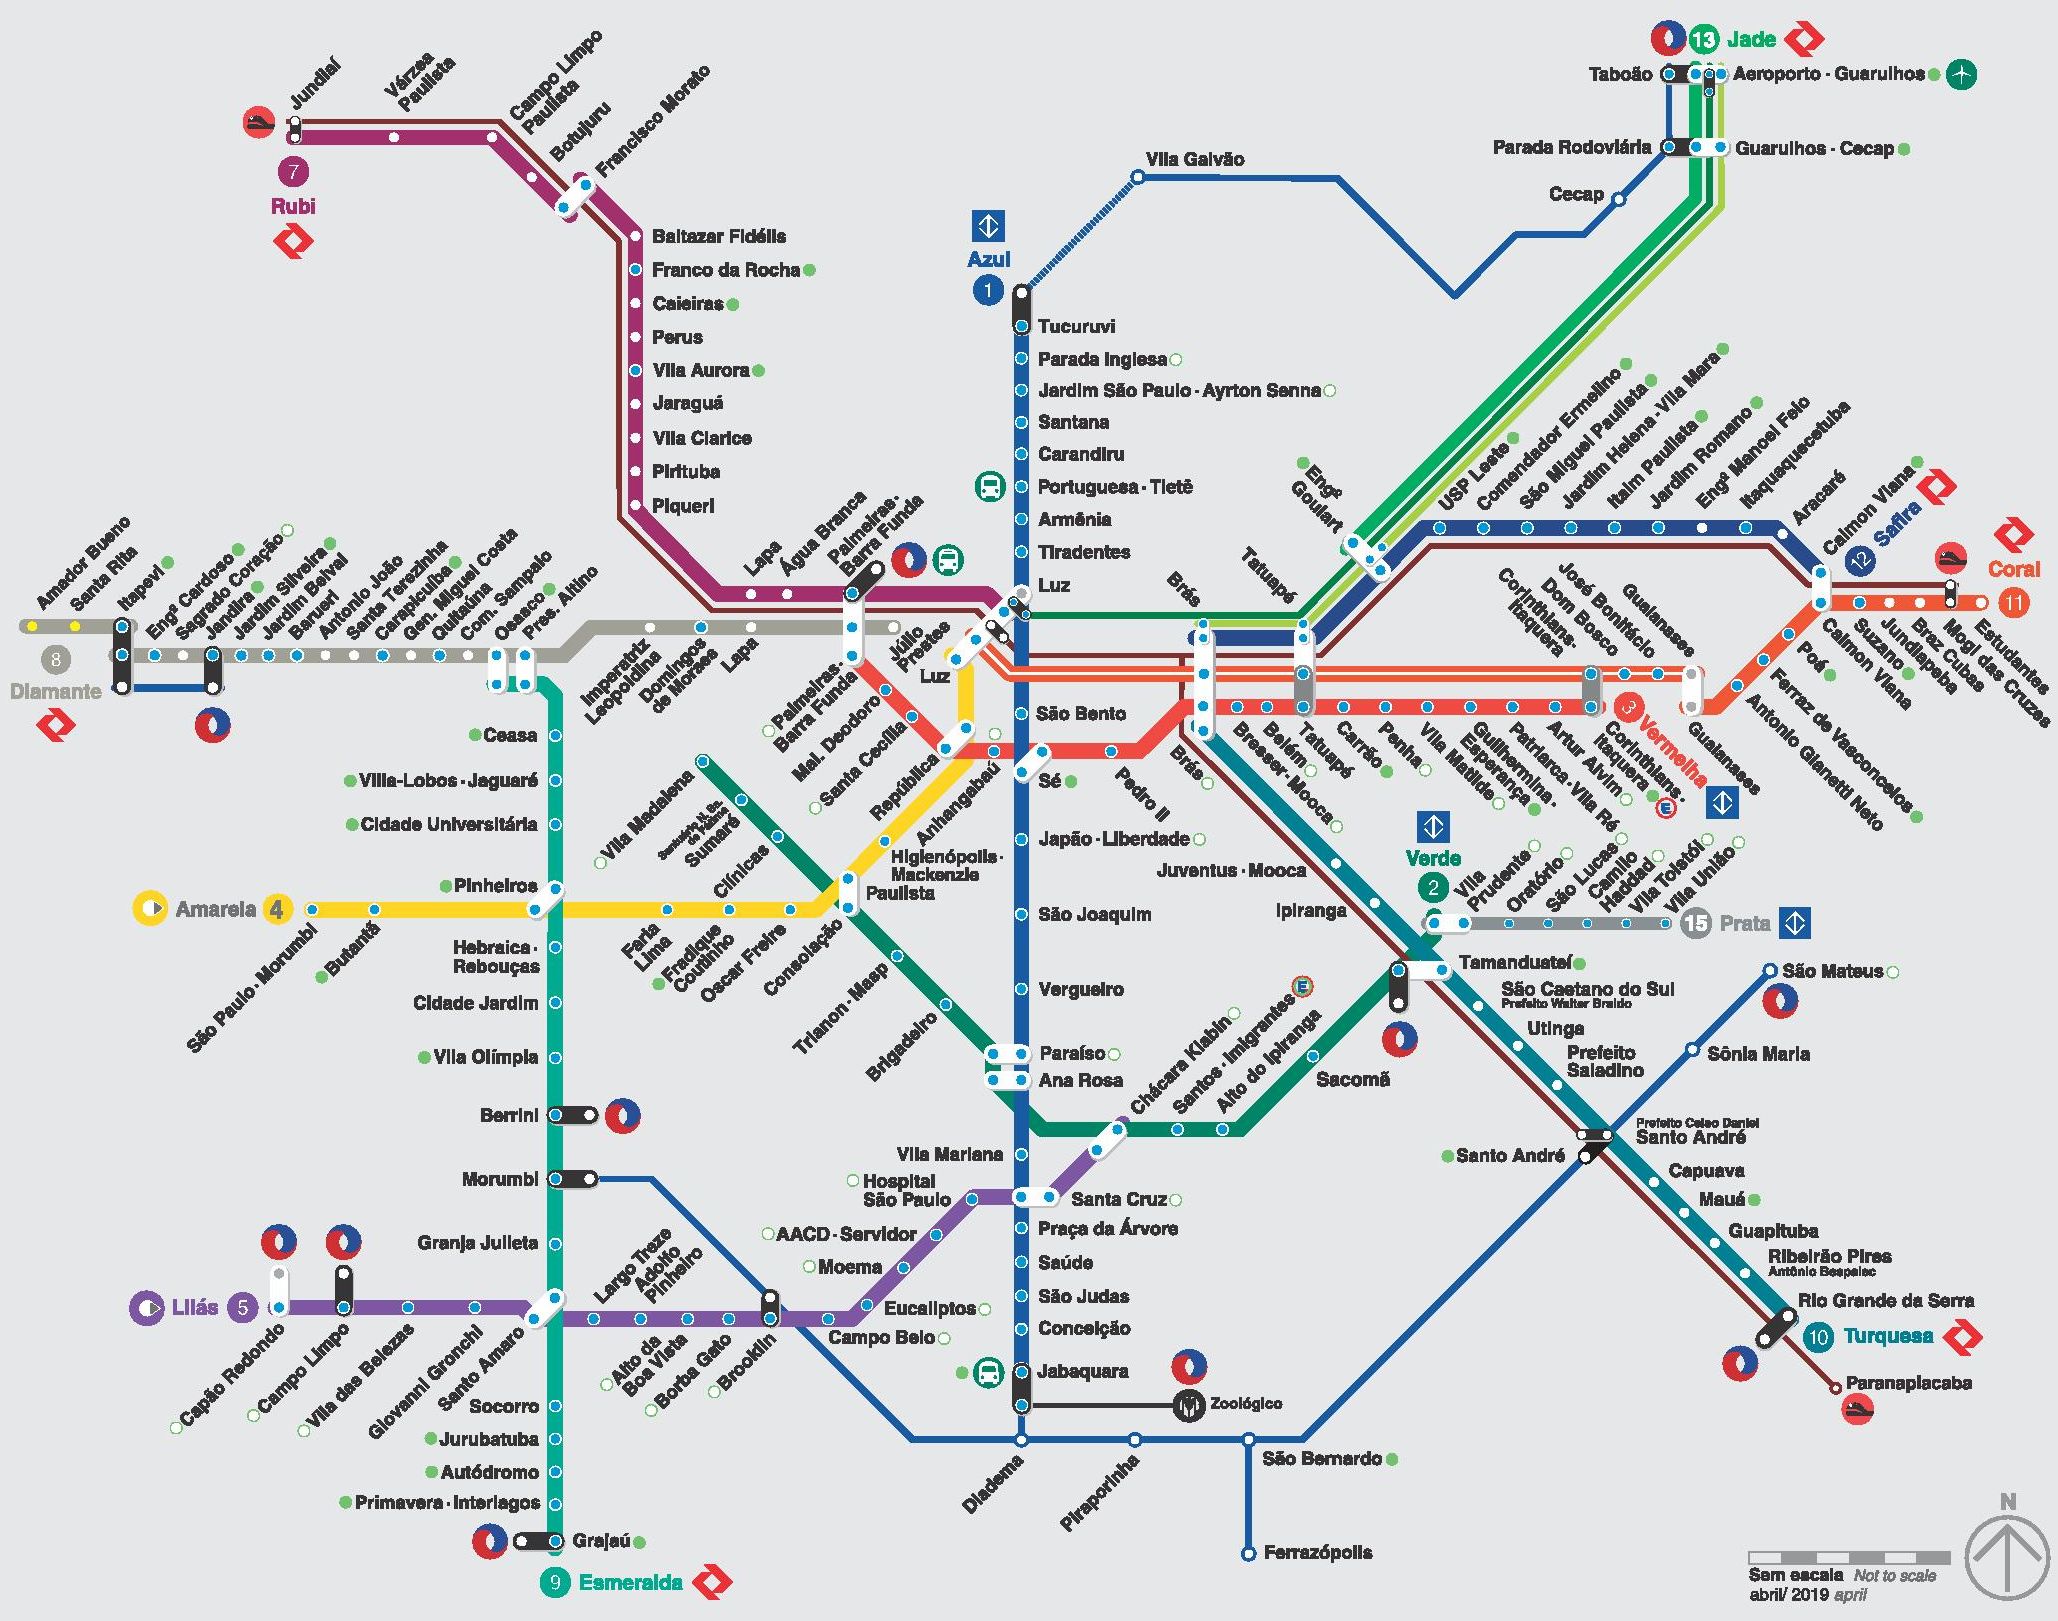 Jundiaí
Várzea
Paulista
Campo Limpo
Paulista
Botujuru
Francisco Morato
7
Rubi
Baltazar Fidélis
Franco da Rocha
Caieiras
Perus
Vila Aurora
Jaraguá
Vila Clarice
Pirituba
Piqueri
Lapa
Água Branca
Palmeiras-
Barra Funda
Azul
1
Vila Galvão
13 Jade
Taboão
Aeroporto - Guarulhos
Parada Rodoviária
Guarulhos - Cecap
Cecap
Tucuruvi
Parada Inglesa
Jardim São Paulo - Ayrton Senna
Santana
Carandiru
Portuguesa - Tietê
Armênia
Tiradentes
Luz
Brás
Tatuapé
Engº
Goulart
USP Leste
Comendador Ermelino
São Miguel Paulista
Jardim Helena - Vila Mara
Itaim Paulista
Jardim Romano
Engº Manoel Feio
Itaquaquecetuba
Aracaré
Calmon Viana
12 Safira
Coral
11
Amador Bueno
Santa Rita
Itapevi
Engº Cardoso
Sagrado Coração
Jandira
Jardim Silveira
Jardim Belval
Barueri
Antonio João
Santa Terezinha
Carapicuíba
Gen. Miguel Costa
Quitaúna
Com. Sampaio
Osasco
Pres. Altino
8
Diamante
Imperatriz
Leopoldina
Domingos
de Moraes
Lapa
Júlio
Prestes
Luz
Palmeiras-
Barra Funda
Mal. Deodoro
Santa Cecília
República
Anhangabaú
São Bento
Sé
Pedro II
Brás
Bresser - Mooca
Belém
Tatuapé
Carrão
Penha
Vila Matilde
Guilhermina -
Esperança
Patriarca - Vila Ré
Artur Alvim
Corinthians-
Itaquera
E
3 Vermelha
Corinthians-
Itaquera
Dom Bosco
José Bonifácio
Guaianases
Guaianases
Antonio Gianetti Neto
Ferraz de Vasconcelos
Poá
Calmon Viana
Suzano
Jundiapeba
Braz Cubas
Mogi das Cruzes
Estudantes
Ceasa
Villa-Lobos - Jaguaré
Cidade Universitária
Pinheiros
Hebraica -
Rebouças
Cidade Jardim
Vila Olímpia
Berrini
Morumbi
Granja Julieta
Santo Amaro
Socorro
Jurubatuba
Autódromo
Primavera - Interlagos
Grajaú
9 Esmeralda
Amarela 4
São Paulo - Morumbi
Butantã
Faria
Lima
Fradique
Coutinho
Oscar Freire
Paulista
Higienópolis -
Mackenzie
Vila Madalena
Santuário N. Sr.
de Fátima
Sumaré
Clínicas
Consolação
Trianon - Masp
Brigadeiro
Japão - Liberdade
São Joaquim
Vergueiro
Paraíso
Ana Rosa
Vila Mariana
Santa Cruz
Praça da Árvore
Saúde
São Judas
Conceição
Jabaquara
Zoológico
Chácara Klabin
Santos - Imigrantes
E
Alto do Ipiranga
Sacomã
Tamanduateí
Verde
2
Vila
Prudente
Oratório
São Lucas
Camilo
Haddad
Vila Tolstói
Vila União
15 Prata
Juventus - Mooca
Ipiranga
São Caetano do Sul
Prefeito Walter Braido
Utinga
Prefeito
Saladino
Prefeito Celso Daniel
Santo André
Santo André
Capuava
Mauá
Guapituba
Ribeirão Pires
Antônio Bespalec
Rio Grande da Serra
10 Turquesa
Paranapiacaba
São Mateus
Sônia Maria
Lilás 5
Capão Redondo
Campo Limpo
Vila das Belezas
Giovanni Gronchi
Largo Treze
Adolfo
Pinheiro
Alto da
Boa Vista
Borba Gato
Brooklin
Campo Belo
Eucaliptos
Moema
AACD - Servidor
Hospital
São Paulo
Diadema
Piraporinha
São Bernardo
Ferrazópolis
N
Sem escala Not to scale
abril/ 2019 april